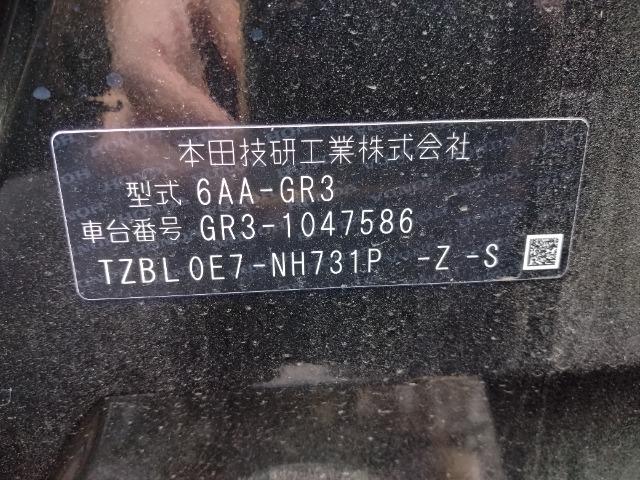 本田技研工業株式会社
型式 6AA-GR3
車台番号 GR3-1047586
TZBL 0E7-NH731P -Z -S